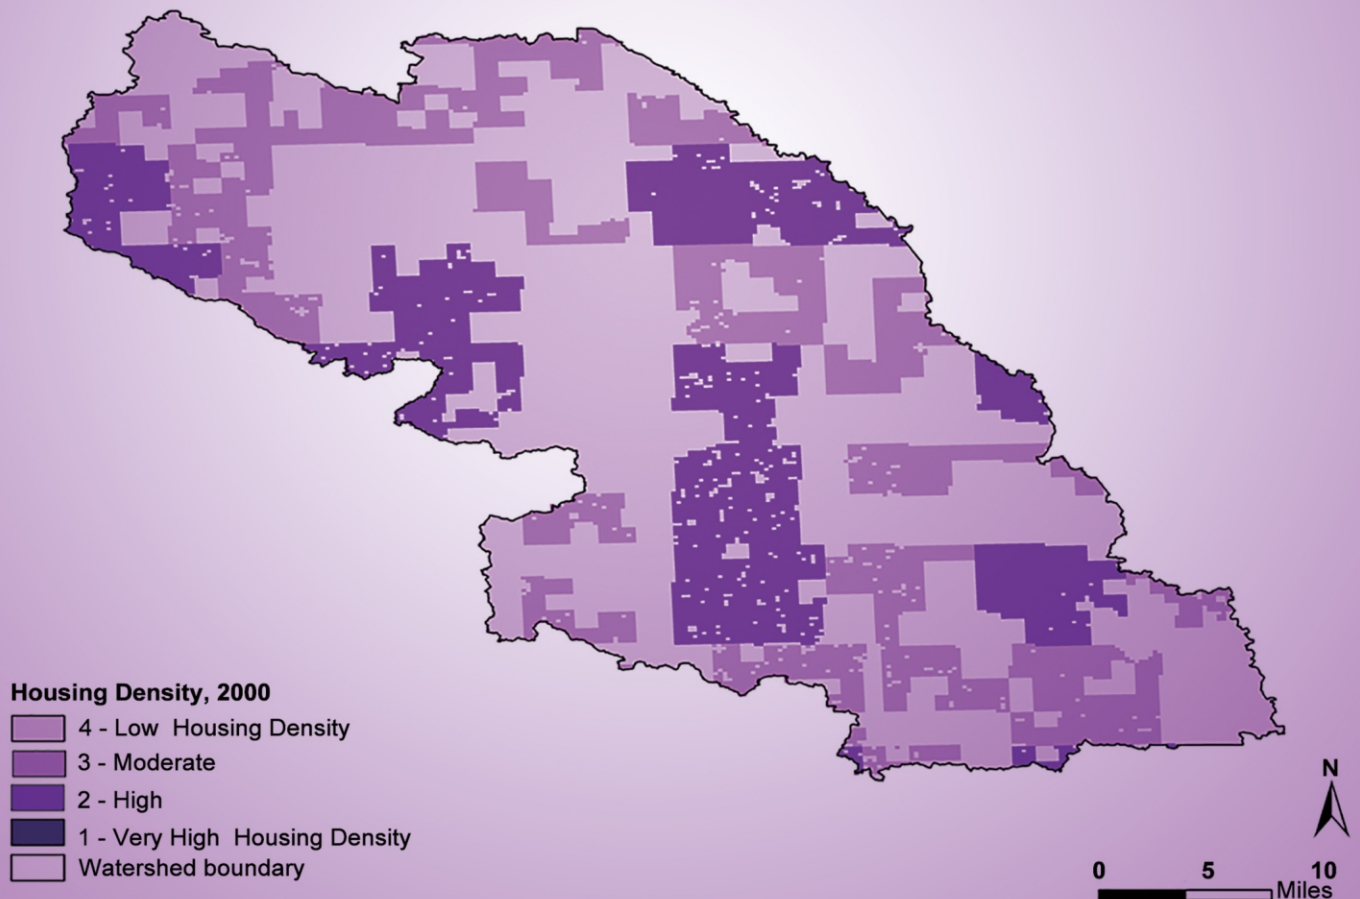 Housing Density, 2000
4 - Low Housing Density
3 - Moderate
2 - High
1 - Very High Housing Density
Watershed boundary
N
0 5 10
Miles